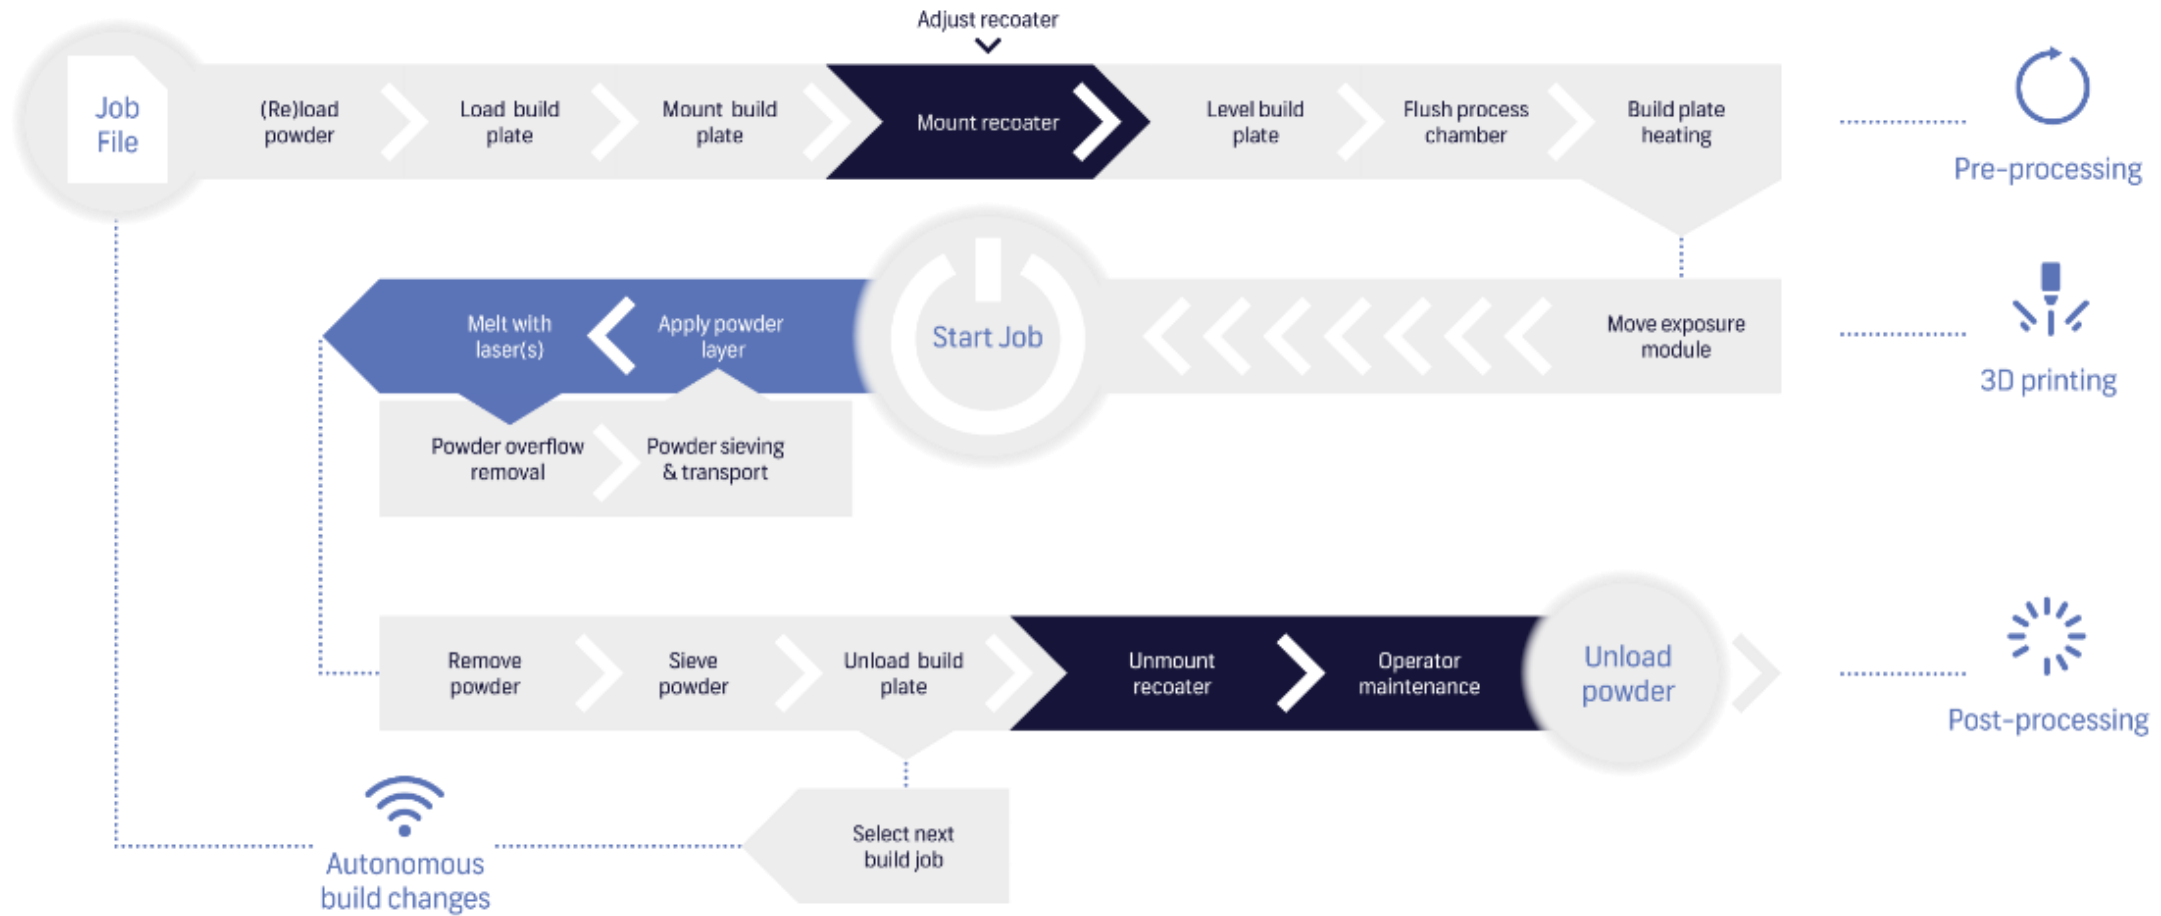 Adjust recoater
Job
File
(Re)load
powder
Load build
plate
Mount build
plate
Mount recoater
Level build
plate
Flush process
chamber
Build plate
heating
Pre-processing
Melt with
laser(s)
Apply powder
layer
Start Job
Move exposure
module
3D printing
Powder overflow
removal
Powder sieving
& transport
Remove
powder
Sieve
powder
Unload build
plate
Unmount
recoater
Operator
maintenance
Unload
powder
Post-processing
Select next
build job
Autonomous
build changes